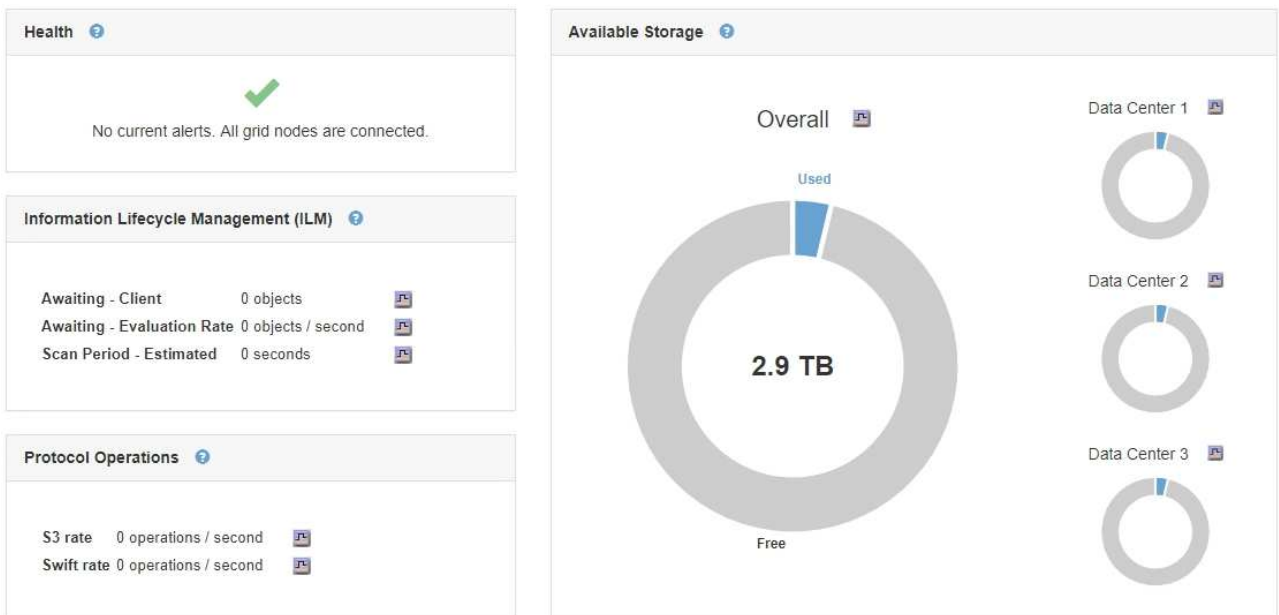 Health
No current alerts. All grid nodes are connected.
Information Lifecycle Management (ILM)
Awaiting - Client 0 objects
Awaiting - Evaluation Rate 0 objects / second
Scan Period - Estimated 0 seconds
Protocol Operations
S3 rate 0 operations / second
Swift rate 0 operations / second
Available Storage
Overall
Used
2.9 TB
Free
Data Center 1
Data Center 2
Data Center 3